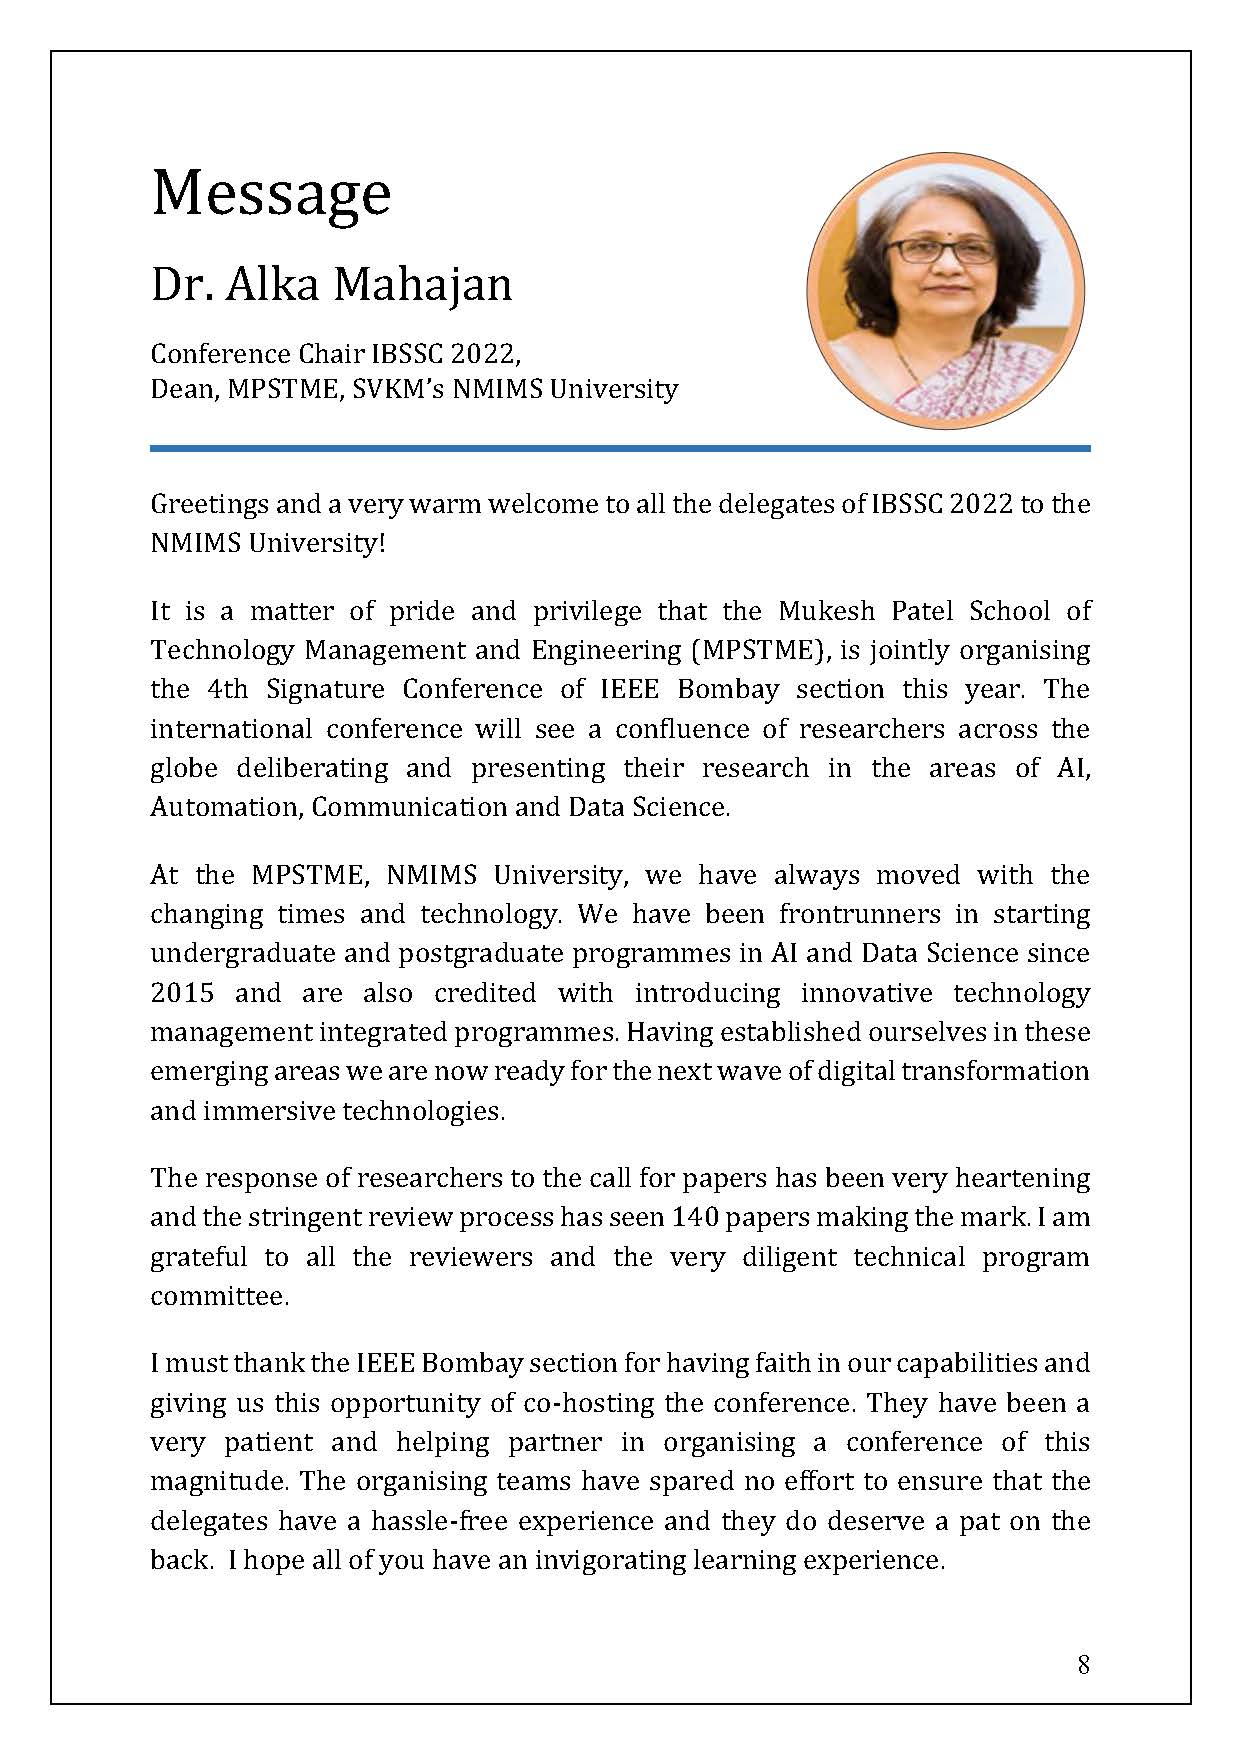 Message
Dr. Alka Mahajan
Conference Chair IBSSC 2022,
Dean, MPSTME, SVKM’s NMIMS University
Greetings and a very warm welcome to all the delegates of IBSSC 2022 to the
NMIMS University!
It is a matter of pride and privilege that the Mukesh Patel School of
Technology Management and Engineering (MPSTME}, is jointly organising
the 4th Signature Conference of IEEE Bombay section this year. The
international conference will see a confluence of researchers across the
globe deliberating and presenting their research in the areas of AI,
Automation, Communication and Data Science.
At the MPSTME, NMIMS University, we have always moved with the
changing times and technology. We have been frontrunners in starting
undergraduate and postgraduate programmes in AI and Data Science since
2015 and are also credited with introducing innovative technology
management integrated programmes. Having established ourselves in these
emerging areas we are now ready for the next wave of digital transformation
and immersive technologies.
The response of researchers to the call for papers has been very heartening
and the stringent review process has seen 140 papers making the mark. I am
grateful to all the reviewers and the very diligent technical program
committee.
I must thank the IEEE Bombay section for having faith in our capabilities and
giving us this opportunity of co-hosting the conference. They have been a
very patient and helping partner in organising a conference of this
magnitude. The organising teams have spared no effort to ensure that the
delegates have a hassle-free experience and they do deserve a pat on the
back.  I hope all of you have an invigorating learning experience.
8